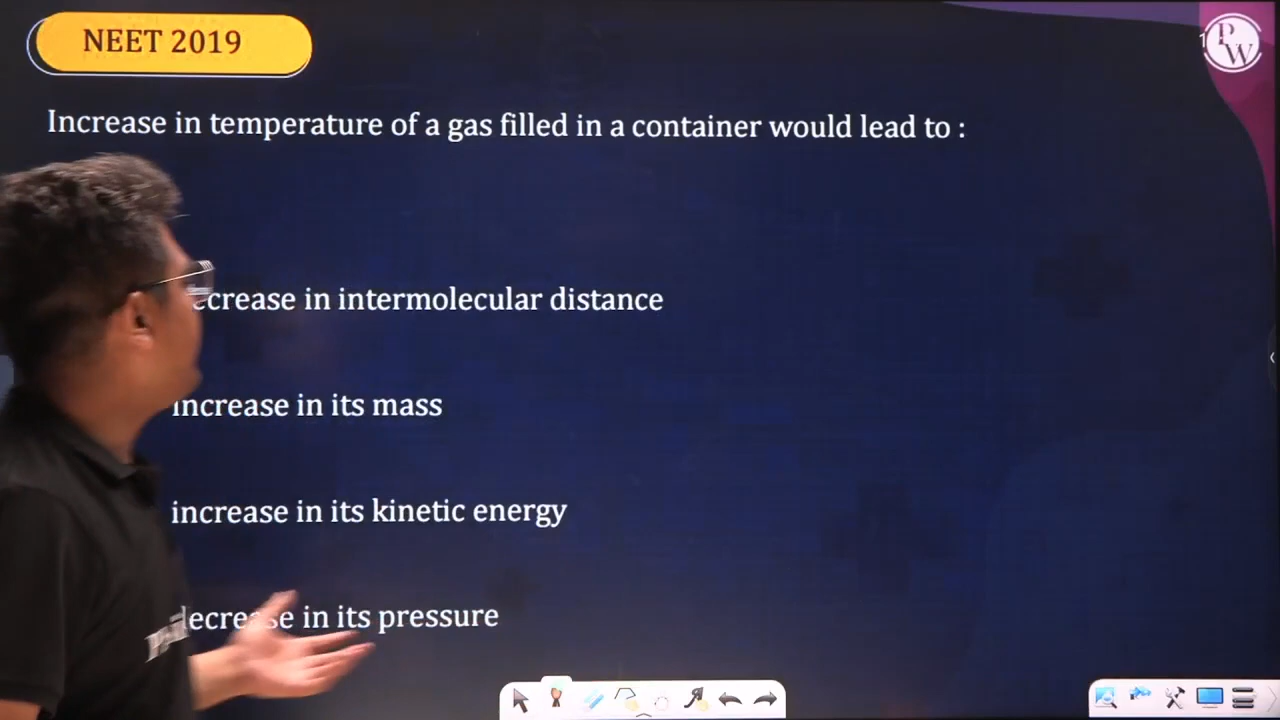 NEET 2019
PW
Increase in temperature of a gas filled in a container would lead to :
in intermolecular distance
increase in its mass
increase in its kinetic energy
in its pressure